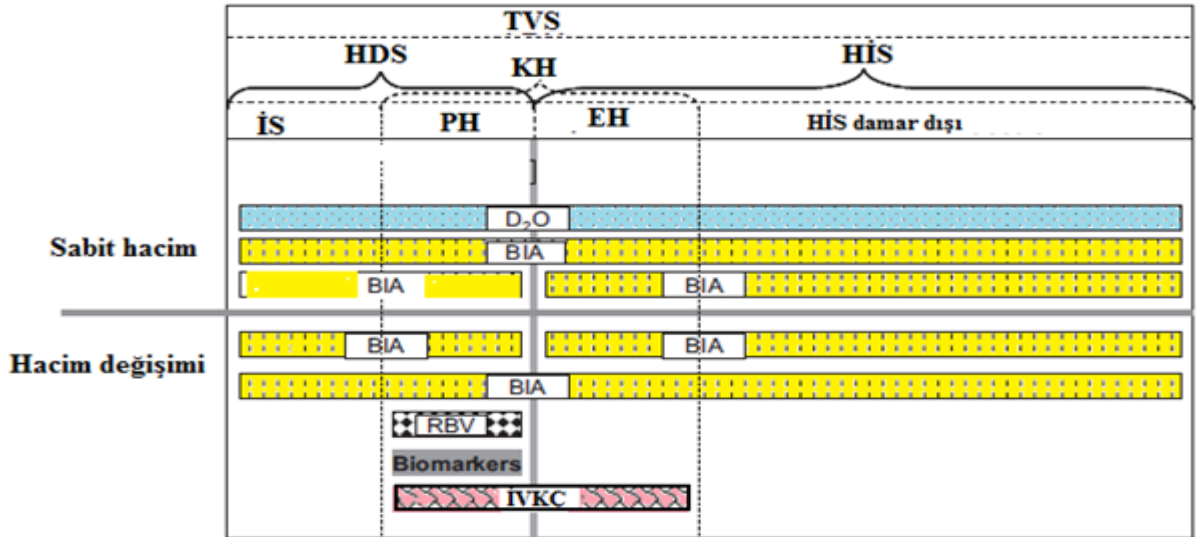 TVS
HDS KH HİS
İS PH EH HİS damar dışı
D₂O
Sabit hacim BIA
BIA BIA
Hacim değişimi BIA BIA
BIA
RBV
Biomarkers
İVKÇ